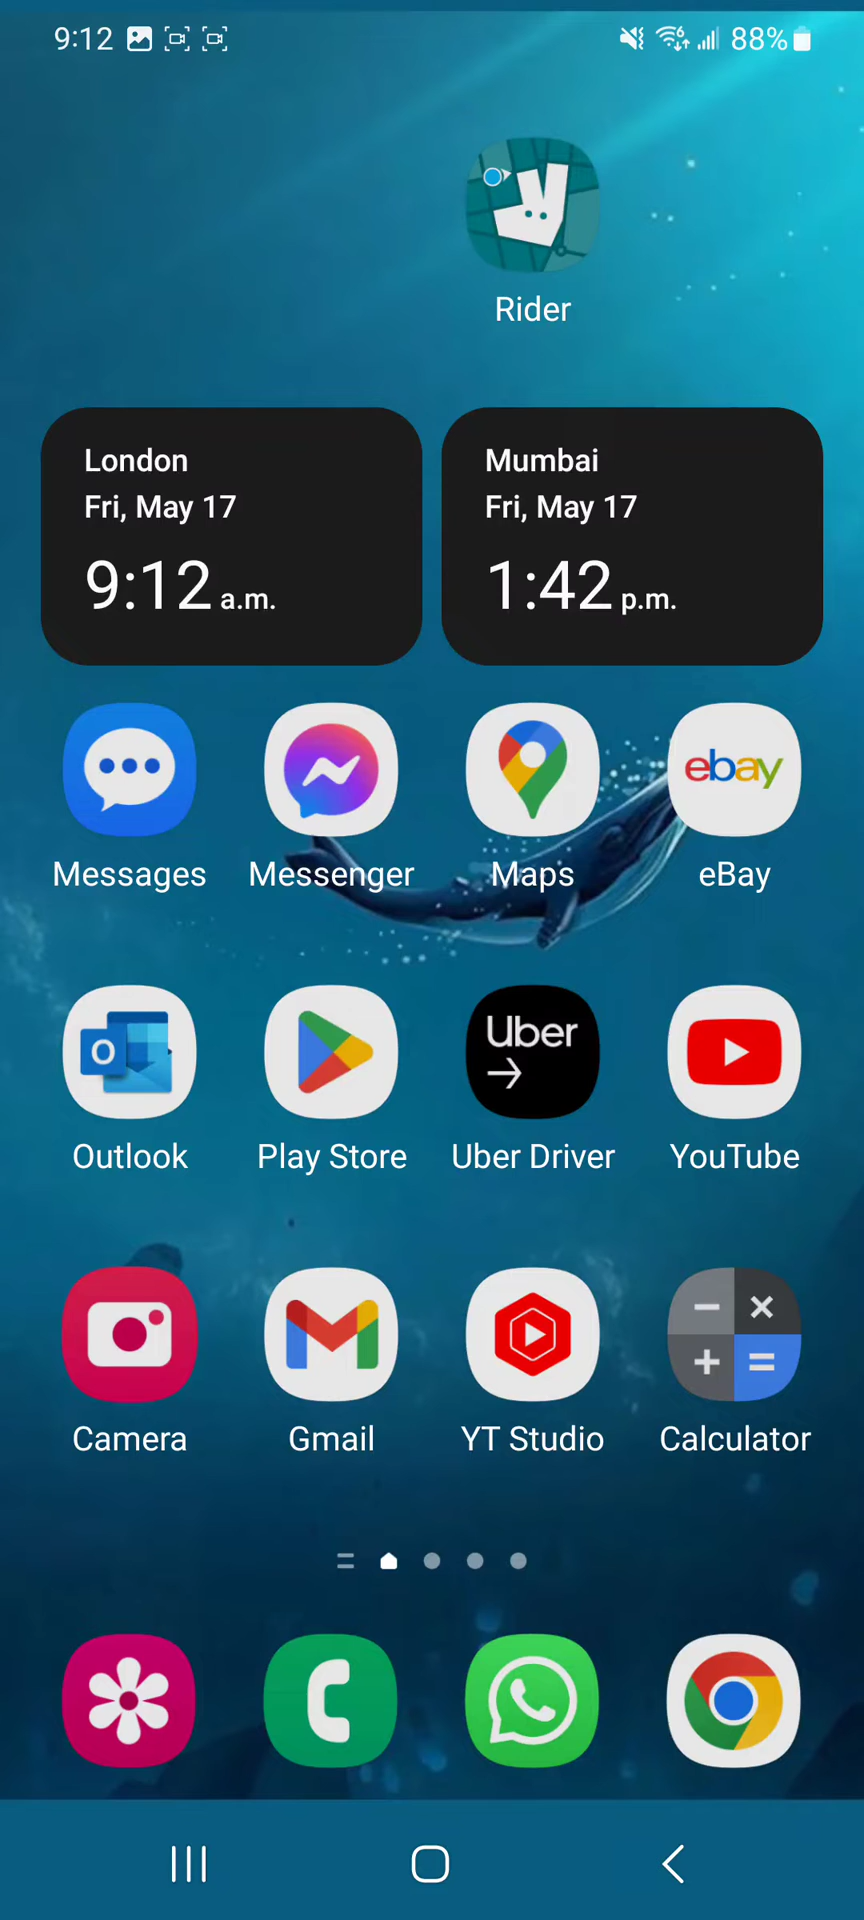 9:12 88%
Rider
London
Fri, May 17
9:12 a.m.
Mumbai
Fri, May 17
1:42 p.m.
ebay
Messages Messenger Maps eBay
O
Uber
Outlook Play Store Uber Driver YouTube
− ×
+ =
Camera Gmail YT Studio Calculator